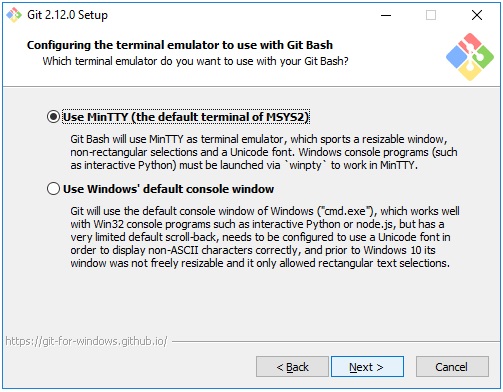 Git 2.12.0 Setup
Configuring the terminal emulator to use with Git Bash
Which terminal emulator do you want to use with your Git Bash?
Use MinTTY (the default terminal of MSYS2)
Git Bash will use MinTTY as terminal emulator, which sports a resizable window,
non-rectangular selections and a Unicode font. Windows console programs (such
as interactive Python) must be launched via `winpty` to work in MinTTY.
Use Windows' default console window
Git will use the default console window of Windows ("cmd.exe"), which works well
with Win32 console programs such as interactive Python or node.js, but has a
very limited default scroll-back, needs to be configured to use a Unicode font in
order to display non-ASCII characters correctly, and prior to Windows 10 its
window was not freely resizable and it only allowed rectangular text selections.
https://git-for-windows.github.io/
< Back
Next >
Cancel